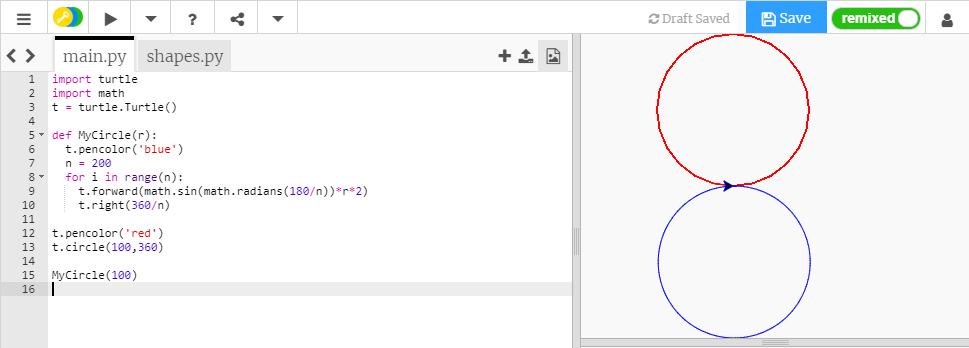 Draft Saved
Save
remixed
main.py
shapes.py
1 import turtle
2 import math
3 t = turtle.Turtle()
4
5 def MyCircle(r):
6   t.pencolor('blue')
7   n = 200
8   for i in range(n):
9     t.forward(math.sin(math.radians(180/n))*r*2)
10     t.right(360/n)
11
12 t.pencolor('red')
13 t.circle(100,360)
14
15 MyCircle(100)
16